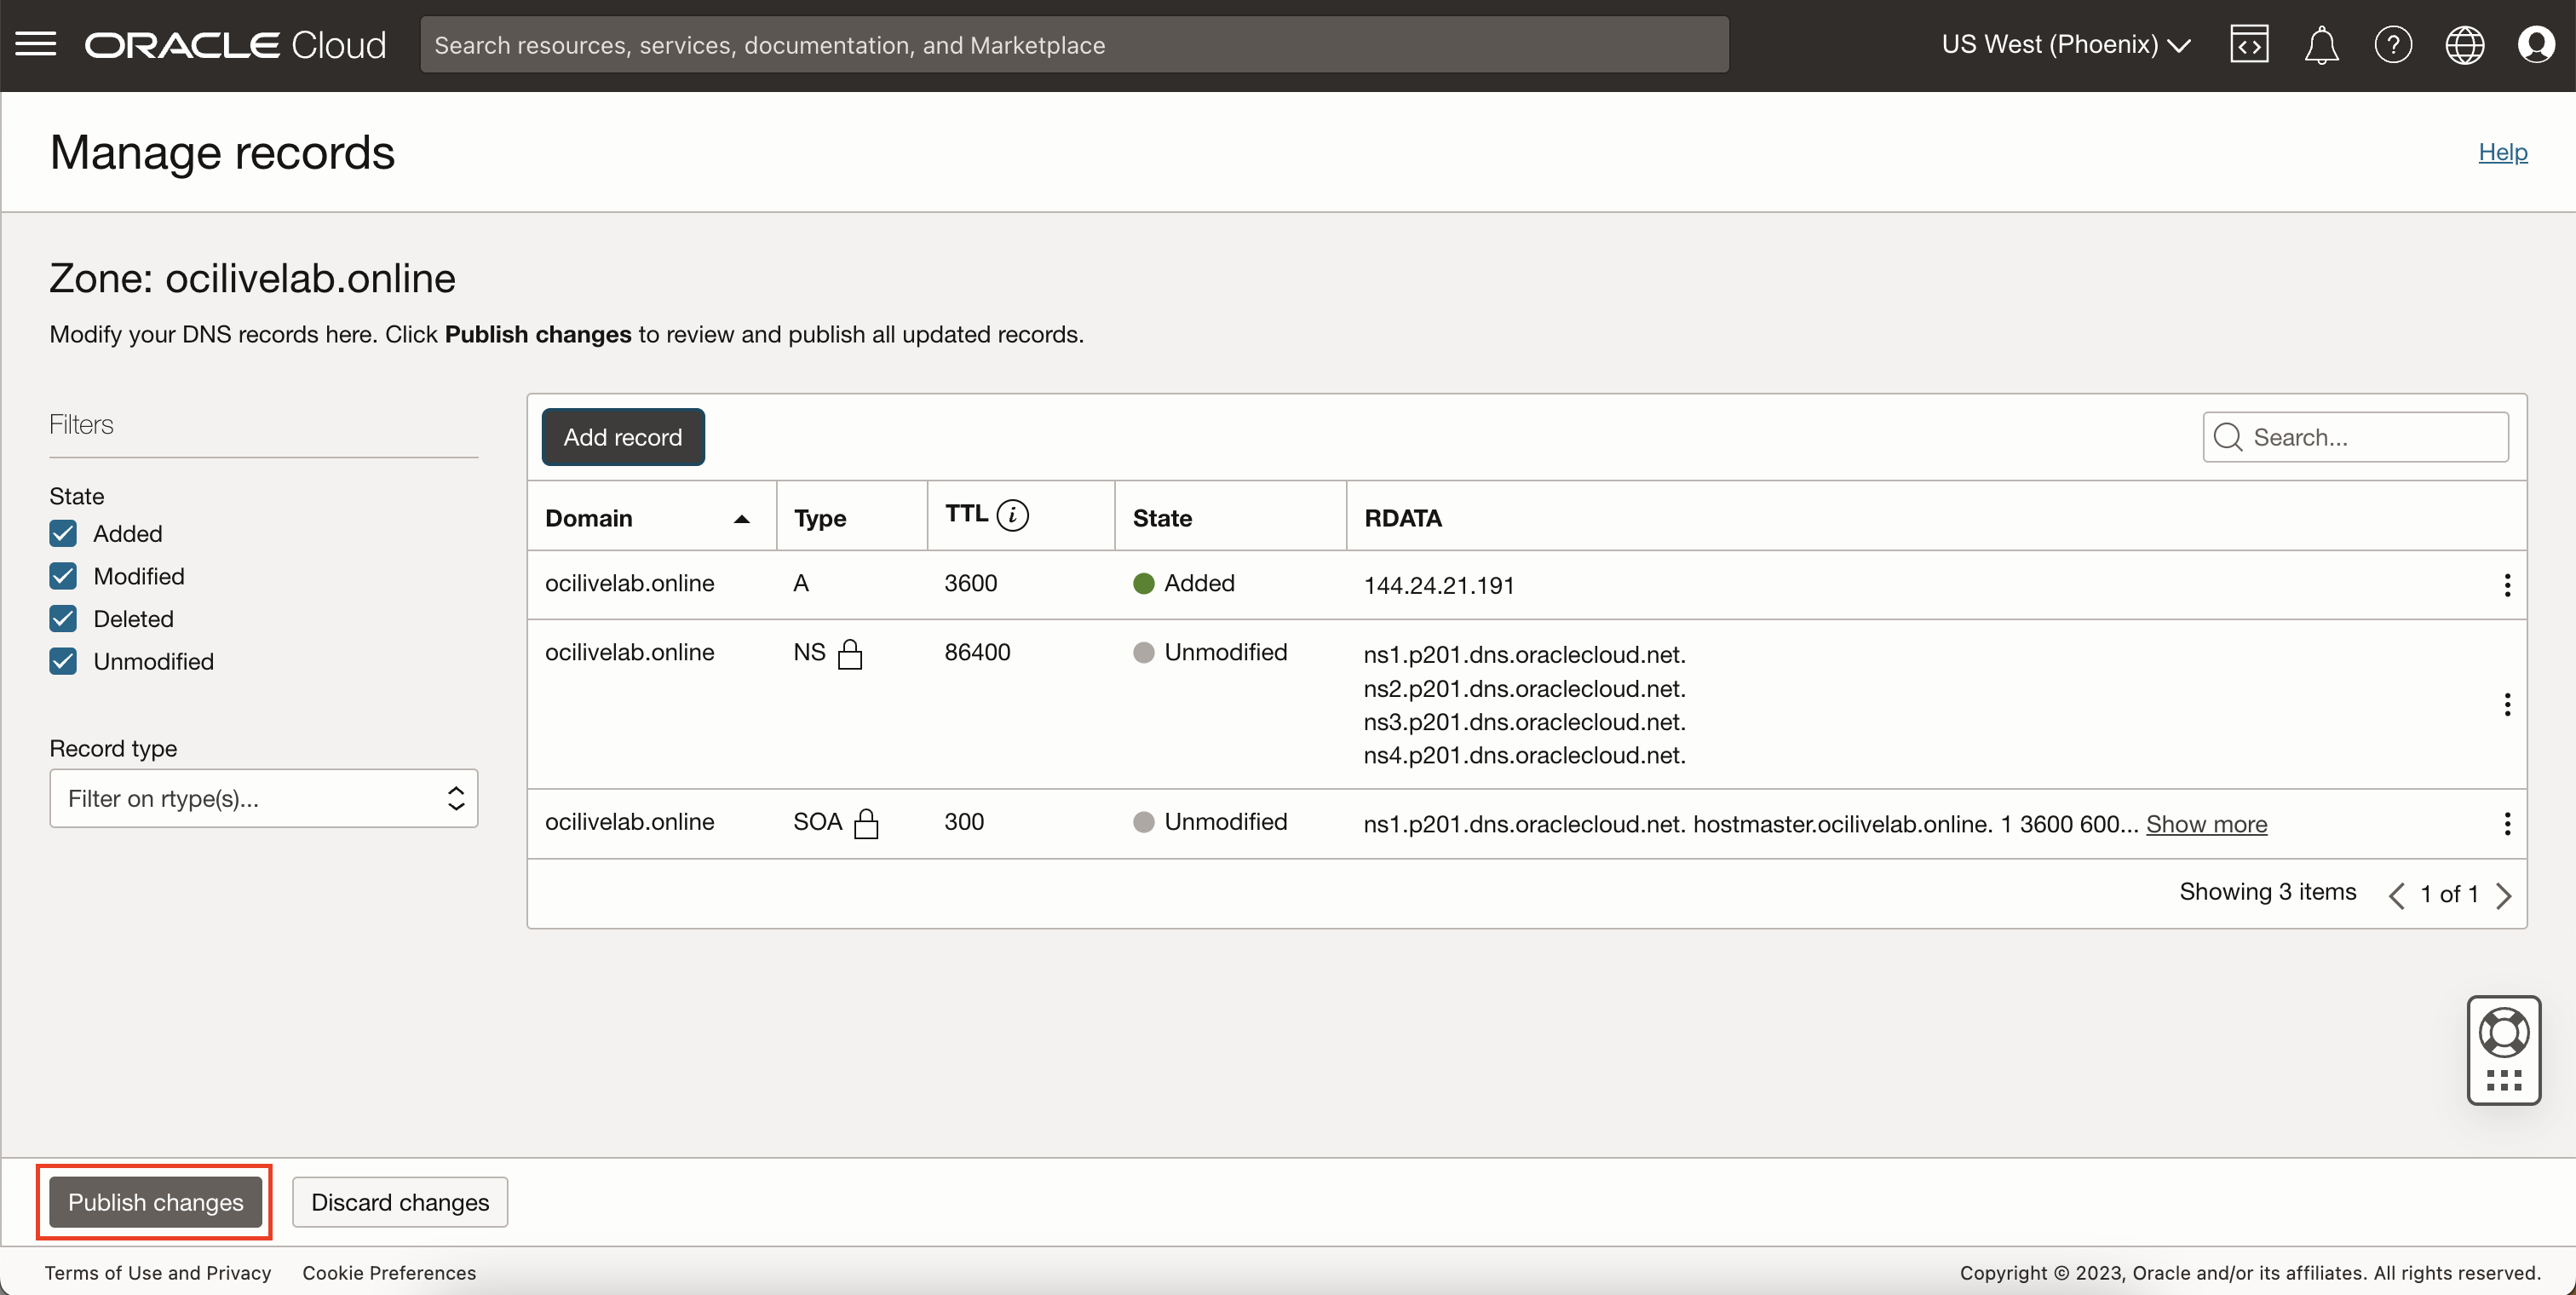 ORACLE Cloud
Search resources, services, documentation, and Marketplace
US West (Phoenix)
Manage records
Help
Zone: ocilivelab.online
Modify your DNS records here. Click Publish changes to review and publish all updated records.
Filters
State
Added
Modified
Deleted
Unmodified
Record type
Filter on rtype(s)...
Add record
Search...
Domain Type TTL i State RDATA
ocilivelab.online A 3600 Added 144.24.21.191
ocilivelab.online NS 86400 Unmodified ns1.p201.dns.oraclecloud.net.
ns2.p201.dns.oraclecloud.net.
ns3.p201.dns.oraclecloud.net.
ns4.p201.dns.oraclecloud.net.
ocilivelab.online SOA 300 Unmodified ns1.p201.dns.oraclecloud.net. hostmaster.ocilivelab.online. 1 3600 600... Show more
Showing 3 items 1 of 1
Publish changes Discard changes
Terms of Use and Privacy Cookie Preferences Copyright © 2023, Oracle and/or its affiliates. All rights reserved.